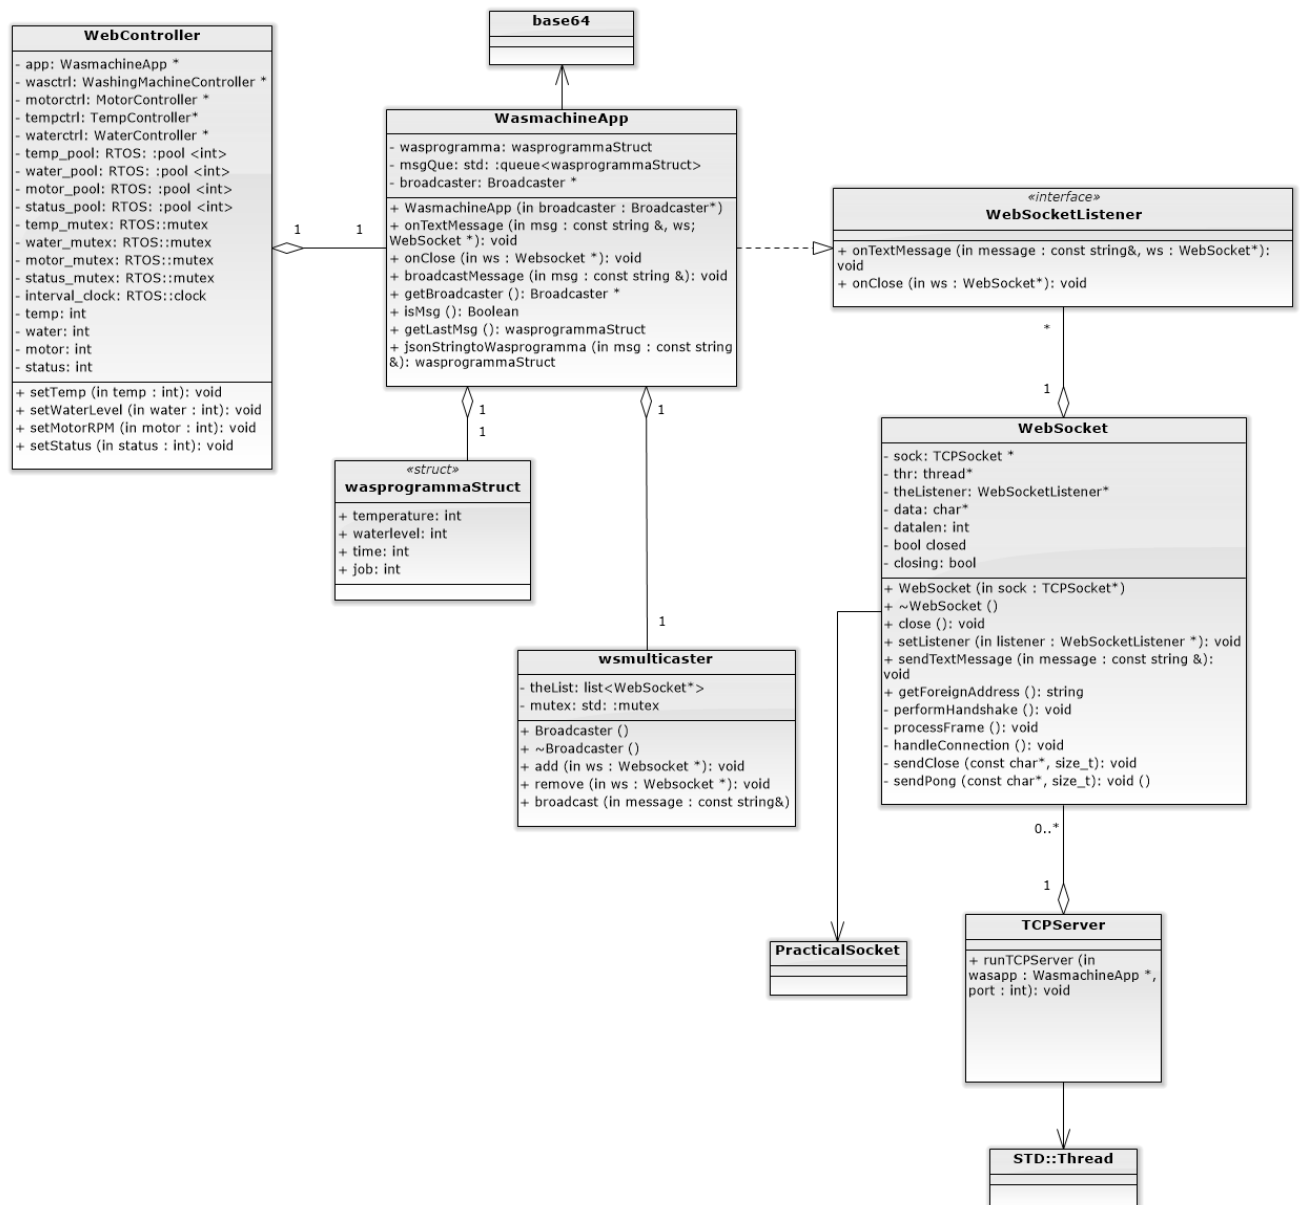 base64
WebController
- app: WasmachineApp *
- wasctrl: WashingMachineController *
- motorctrl: MotorController *
- tempctrl: TempController*
- waterctrl: WaterController *
- temp_pool: RTOS: :pool <int>
- water_pool: RTOS: :pool <int>
- motor_pool: RTOS: :pool <int>
- status_pool: RTOS: :pool <int>
- temp_mutex: RTOS::mutex
- water_mutex: RTOS::mutex
- motor_mutex: RTOS::mutex
- status_mutex: RTOS::mutex
- interval_clock: RTOS::clock
- temp: int
- water: int
- motor: int
- status: int
+ setTemp (in temp : int): void
+ setWaterLevel (in water : int): void
+ setMotorRPM (in motor : int): void
+ setStatus (in status : int): void
1
1
WasmachineApp
- wasprogramma: wasprogrammaStruct
- msgQue: std: :queue<wasprogrammaStruct>
- broadcaster: Broadcaster *
+ WasmachineApp (in broadcaster : Broadcaster*)
+ onTextMessage (in msg : const string &, ws;
WebSocket *): void
+ onClose (in ws : Websocket *): void
+ broadcastMessage (in msg : const string &): void
+ getBroadcaster (): Broadcaster *
+ isMsg (): Boolean
+ getLastMsg (): wasprogrammaStruct
+ jsonStringtoWasprogramma (in msg : const string
&): wasprogrammaStruct
«interface»
WebSocketListener
+ onTextMessage (in message : const string&, ws : WebSocket*):
void
+ onClose (in ws : WebSocket*): void
*
1
1
1
1
«struct»
wasprogrammaStruct
+ temperature: int
+ waterlevel: int
+ time: int
+ job: int
WebSocket
- sock: TCPSocket *
- thr: thread*
- theListener: WebSocketListener*
- data: char*
- datalen: int
- bool closed
- closing: bool
+ WebSocket (in sock : TCPSocket*)
+ ~WebSocket ()
+ close (): void
+ setListener (in listener : WebSocketListener *): void
+ sendTextMessage (in message : const string &):
void
+ getForeignAddress (): string
- performHandshake (): void
- processFrame (): void
- handleConnection (): void
- sendClose (const char*, size_t): void
- sendPong (const char*, size_t): void ()
1
wsmulticaster
- theList: list<WebSocket*>
- mutex: std: :mutex
+ Broadcaster ()
+ ~Broadcaster ()
+ add (in ws : Websocket *): void
+ remove (in ws : Websocket *): void
+ broadcast (in message : const string&)
0..*
1
PracticalSocket
TCPServer
+ runTCPServer (in
wasapp : WasmachineApp *,
port : int): void
STD::Thread